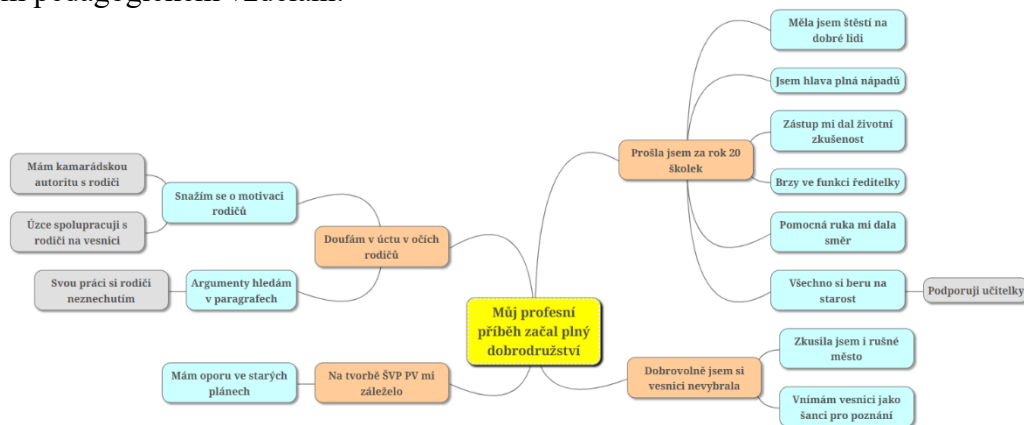 Měla jsem štěstí na
dobré lidi
Jsem hlava plná nápadů
Zástup mi dal životní
zkušenost
Prošla jsem za rok 20
školek
Brzy ve funkci ředitelky
Pomocná ruka mi dala
směr
Všechno si beru na
starost
Podporuji učitelky
Mám kamarádskou
autoritu s rodiči
Snažím se o motivaci
rodičů
Úzce spolupracuji s
rodiči na vesnici
Doufám v úctu v očích
rodičů
Svou práci si rodiči
neznechutím
Argumenty hledám
v paragrafech
Můj profesní
příběh začal plný
dobrodružství
Zkusila jsem i rušné
město
Dobrovolně jsem si
vesnici nevybrala
Vnímám vesnici jako
šanci pro poznání
Mám oporu ve starých
plánech
Na tvorbě ŠVP PV mi
záleželo